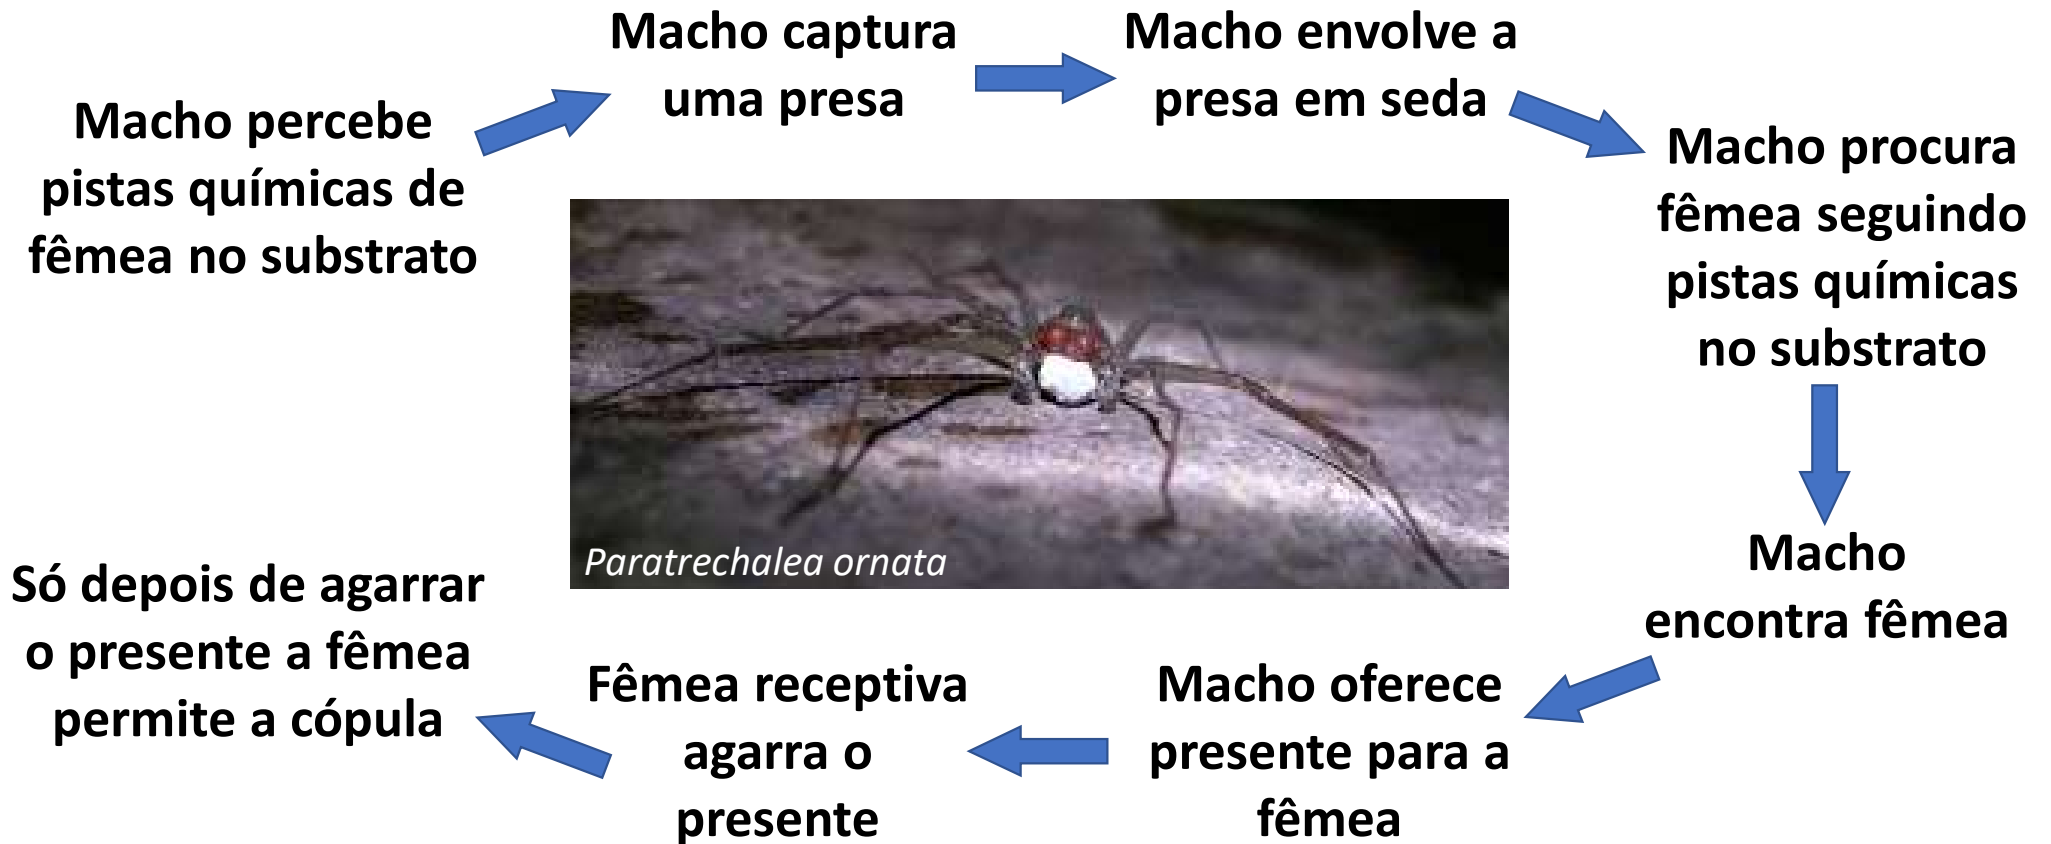 Macho percebe
pistas químicas de
fêmea no substrato
Macho captura
uma presa
Macho envolve a
presa em seda
Macho procura
fêmea seguindo
pistas químicas
no substrato
Macho
encontra fêmea
Macho oferece
presente para a
fêmea
Fêmea receptiva
agarra o
presente
Só depois de agarrar
o presente a fêmea
permite a cópula
Paratrechalea ornata